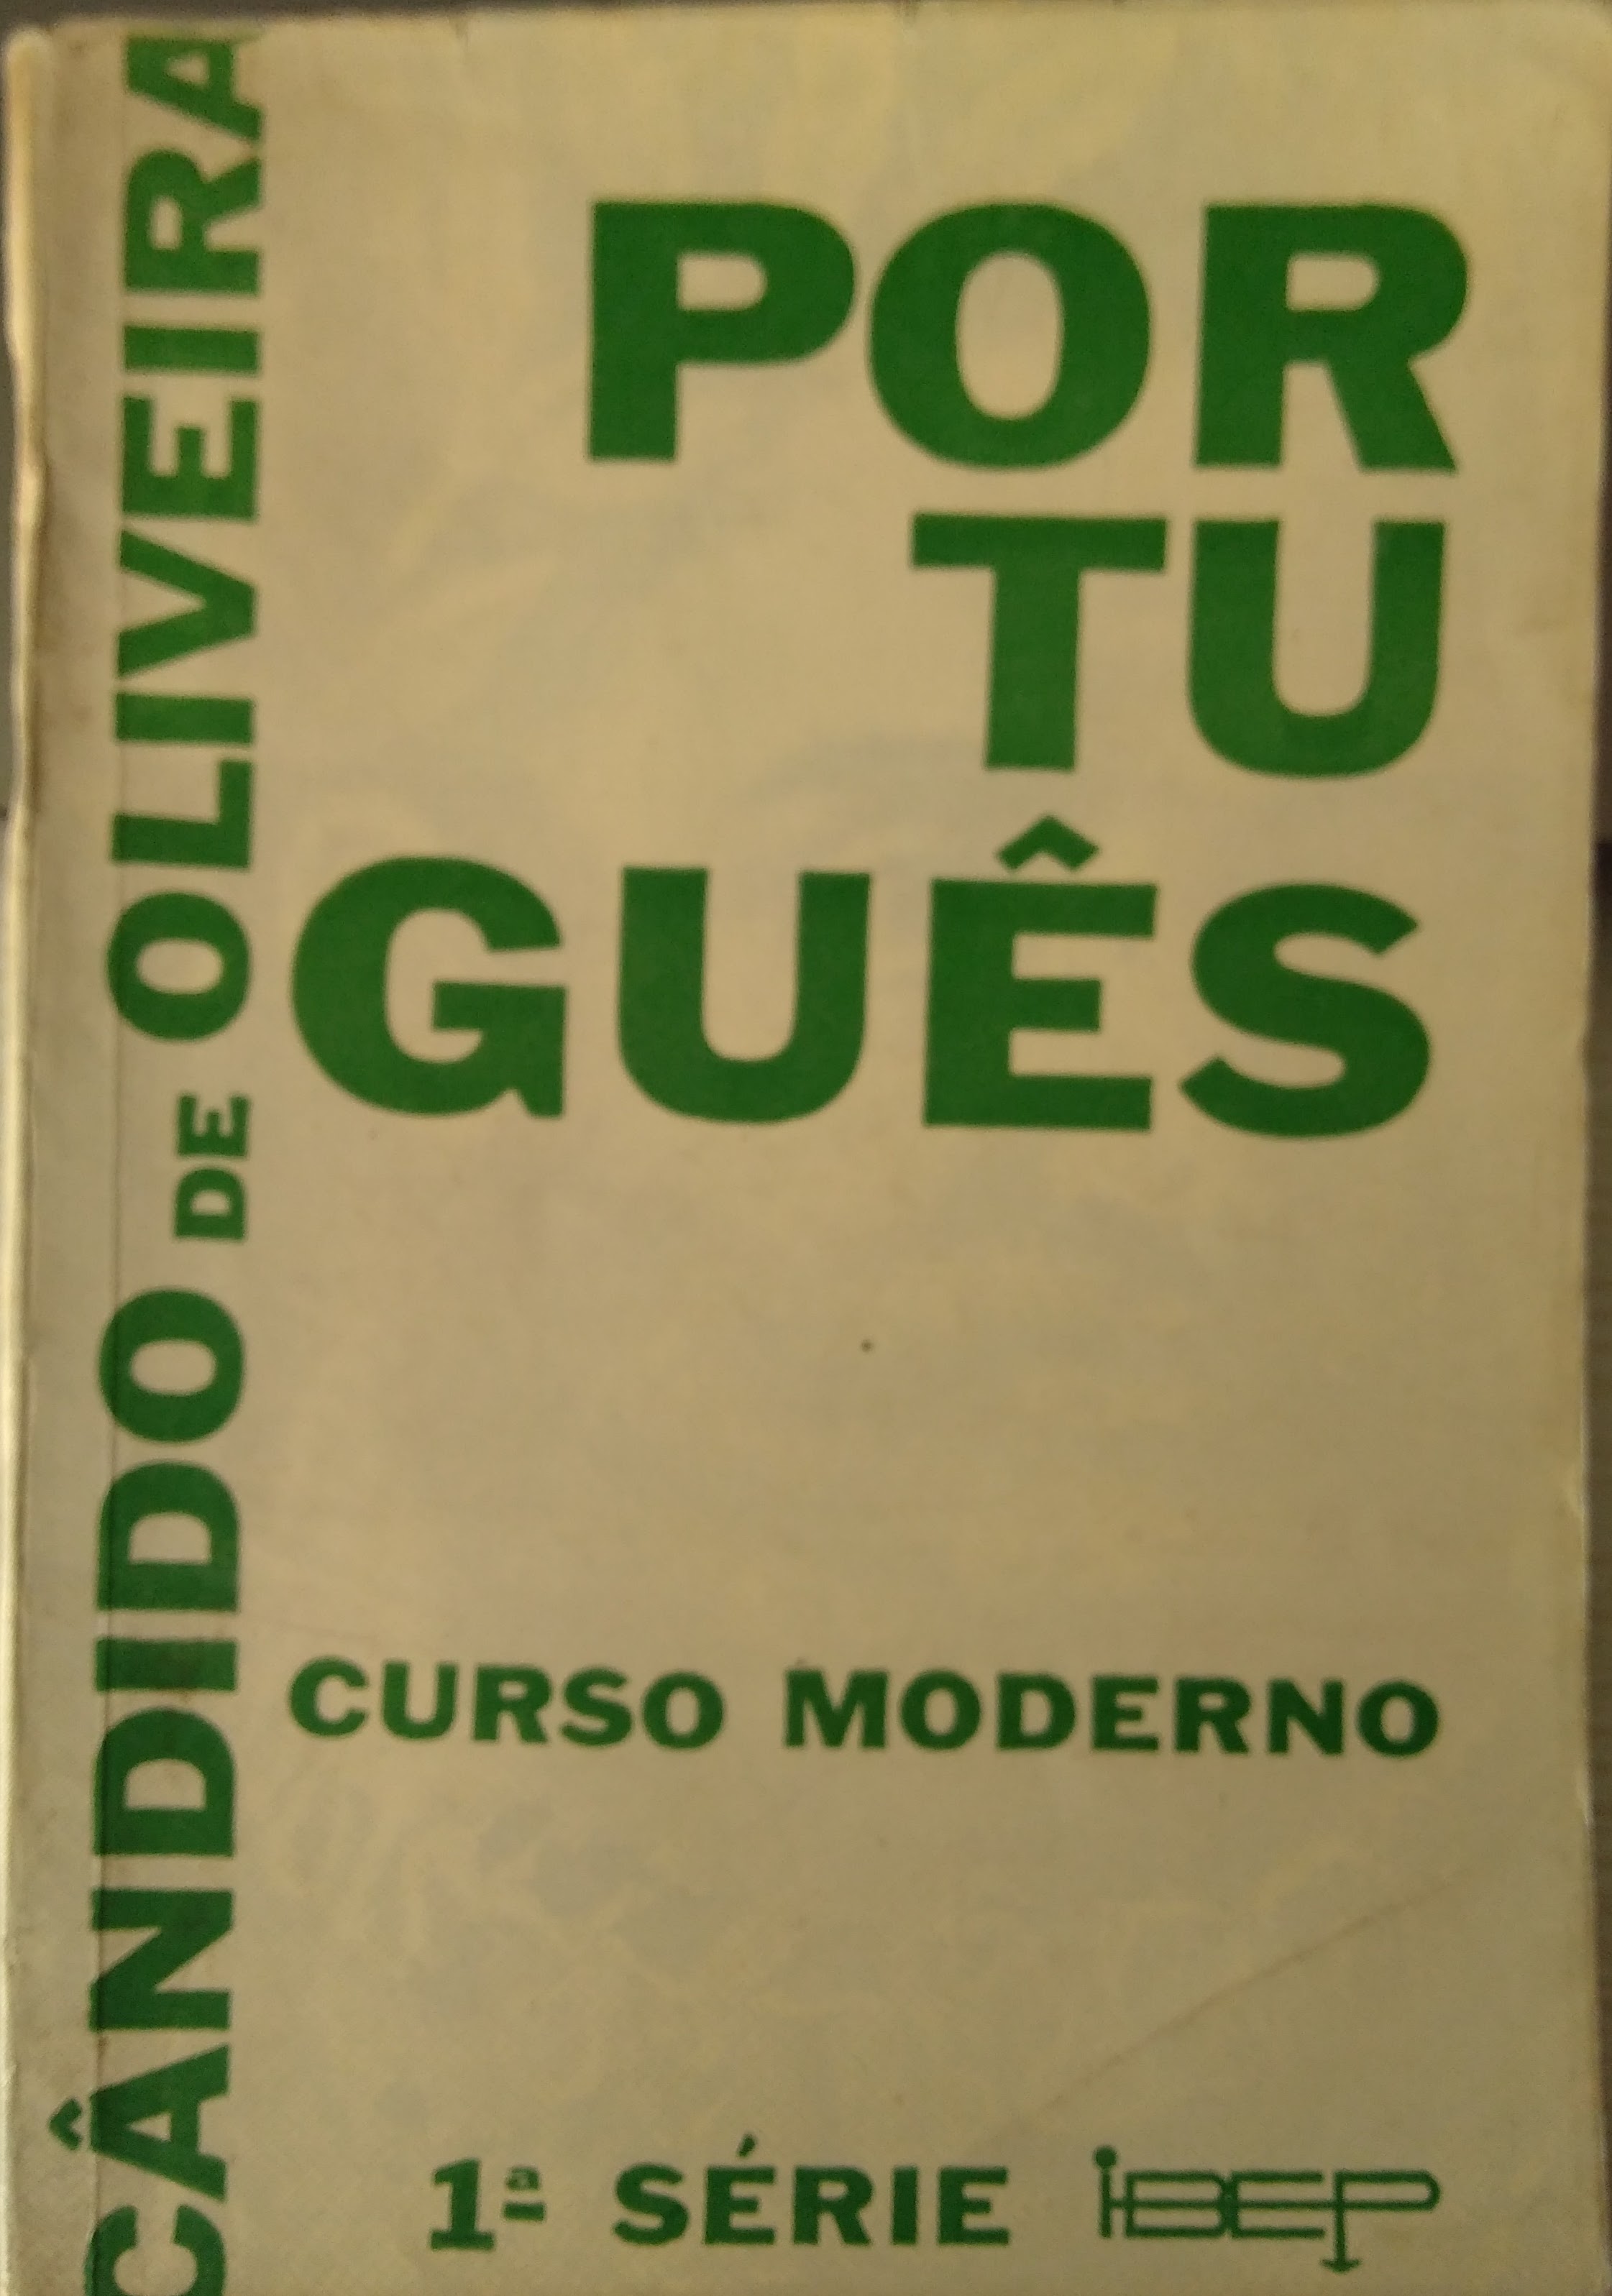 CÂNDIDO DE OLIVEIRA
POR
TU
GUÊS
CURSO MODERNO
1ª SÉRIE IBEP